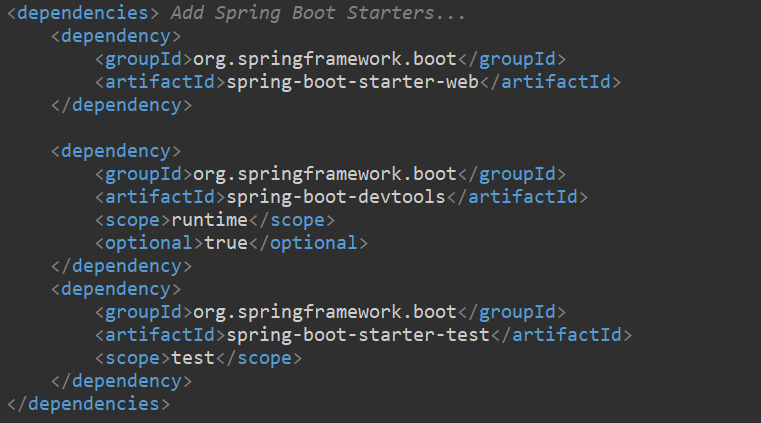 <dependencies> Add Spring Boot Starters...
    <dependency>
        <groupId>org.springframework.boot</groupId>
        <artifactId>spring-boot-starter-web</artifactId>
    </dependency>

    <dependency>
        <groupId>org.springframework.boot</groupId>
        <artifactId>spring-boot-devtools</artifactId>
        <scope>runtime</scope>
        <optional>true</optional>
    </dependency>
    <dependency>
        <groupId>org.springframework.boot</groupId>
        <artifactId>spring-boot-starter-test</artifactId>
        <scope>test</scope>
    </dependency>
</dependencies>